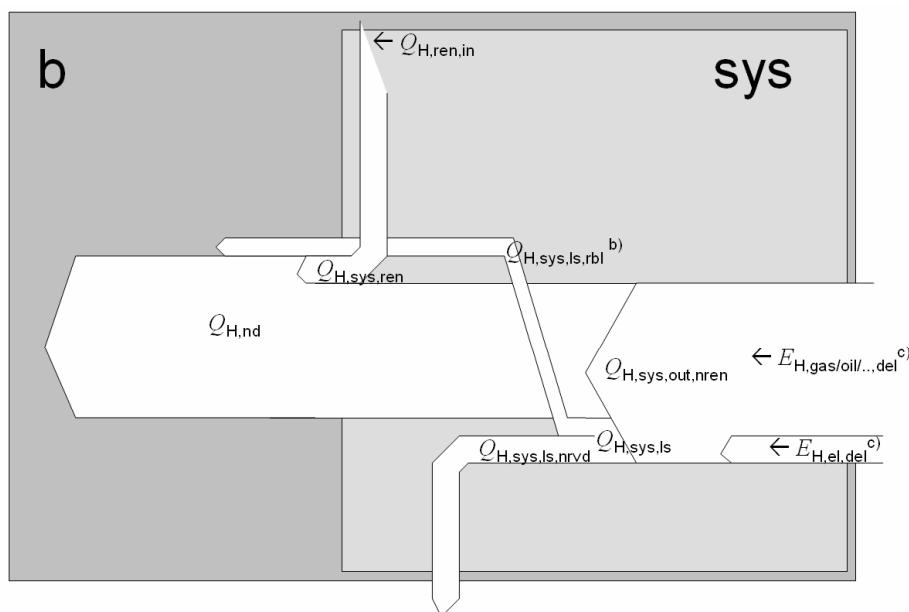 b
← Q_H,ren,in
sys
Q_H,sys,ls,rbl b)
Q_H,sys,ren
Q_H,nd
← E_H,gas/oil/..,del c)
Q_H,sys,out,nren
Q_H,sys,ls,nrvd
Q_H,sys,ls
← E_H,el,del c)